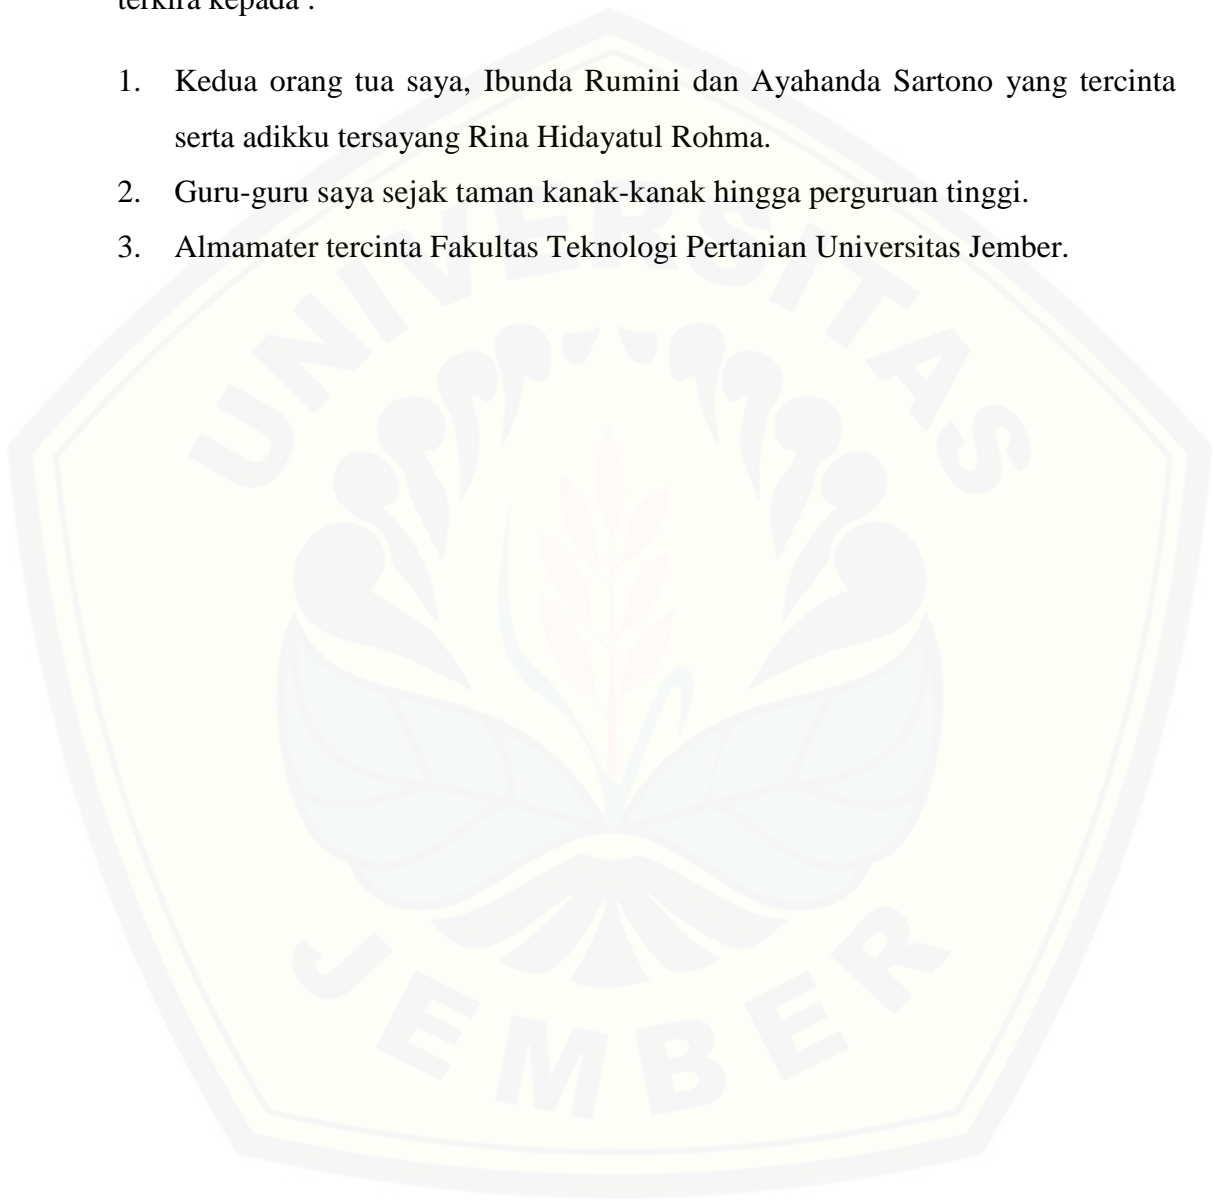 terkira kepada :
1. Kedua orang tua saya, Ibunda Rumini dan Ayahanda Sartono yang tercinta
serta adikku tersayang Rina Hidayatul Rohma.
2. Guru-guru saya sejak taman kanak-kanak hingga perguruan tinggi.
3. Almamater tercinta Fakultas Teknologi Pertanian Universitas Jember.
UNIVERSITAS
JEMBER